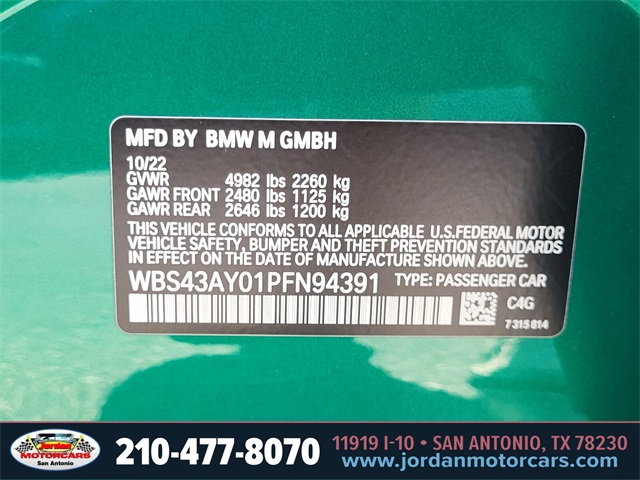 MFD BY BMW M GMBH
10/22
GVWR 4982 lbs 2260 kg
GAWR FRONT 2480 lbs 1125 kg
GAWR REAR 2646 lbs 1200 kg
THIS VEHICLE CONFORMS TO ALL APPLICABLE U.S.FEDERAL MOTOR
VEHICLE SAFETY, BUMPER AND THEFT PREVENTION STANDARDS
IN EFFECT ON THE DATE OF MANUFACTURE SHOWN ABOVE.
WBS43AY01PFN94391 TYPE: PASSENGER CAR
C4G
7315814
Jordan
MOTORCARS
San Antonio
210-477-8070
11919 I-10 • SAN ANTONIO, TX 78230
www.jordanmotorcars.com